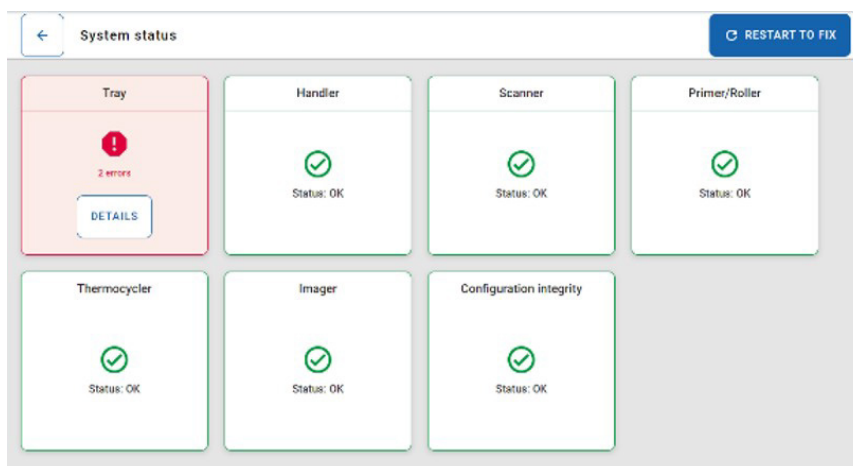 System status
RESTART TO FIX
Tray
Handler
Scanner
Primer/Roller
2 errors
Status: OK
Status: OK
Status: OK
DETAILS
Thermocycler
Imager
Configuration integrity
Status: OK
Status: OK
Status: OK